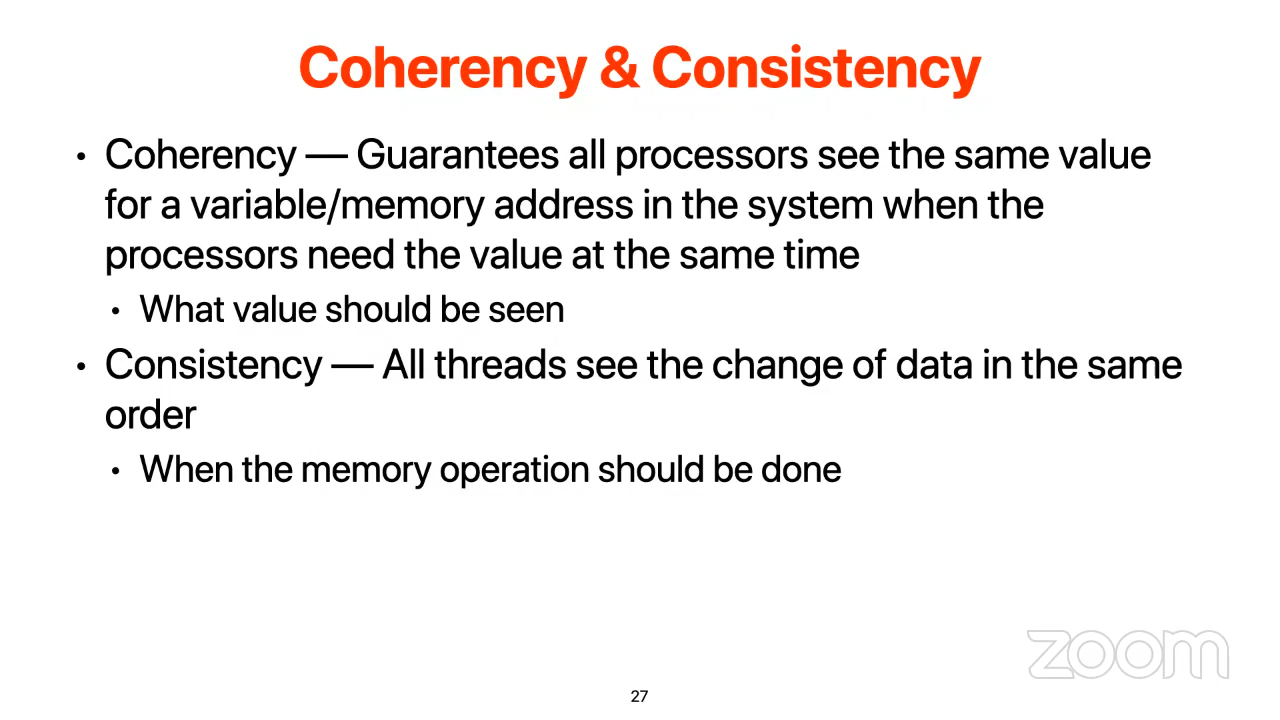 Coherency & Consistency
• Coherency — Guarantees all processors see the same value
for a variable/memory address in the system when the
processors need the value at the same time
• What value should be seen
• Consistency — All threads see the change of data in the same
order
• When the memory operation should be done
zoom
27